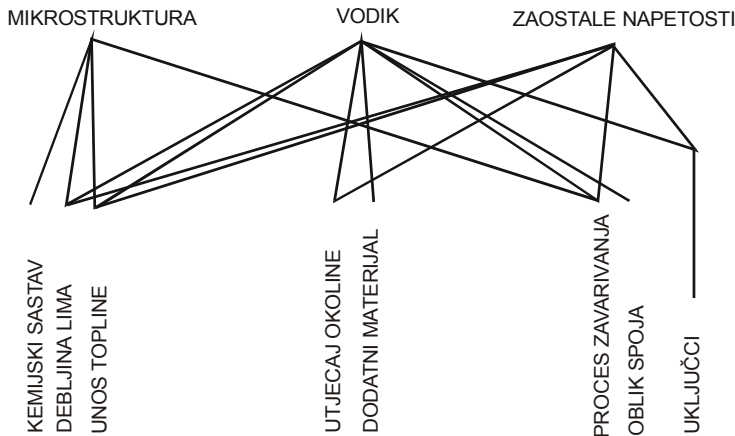 MIKROSTRUKTURA
VODIK
ZAOSTALE NAPETOSTI
KEMIJSKI SASTAV
DEBLJINA LIMA
UNOS TOPLINE
UTJECAJ OKOLINE
DODATNI MATERIJAL
PROCES ZAVARIVANJA
OBLIK SPOJA
UKLJUČCI